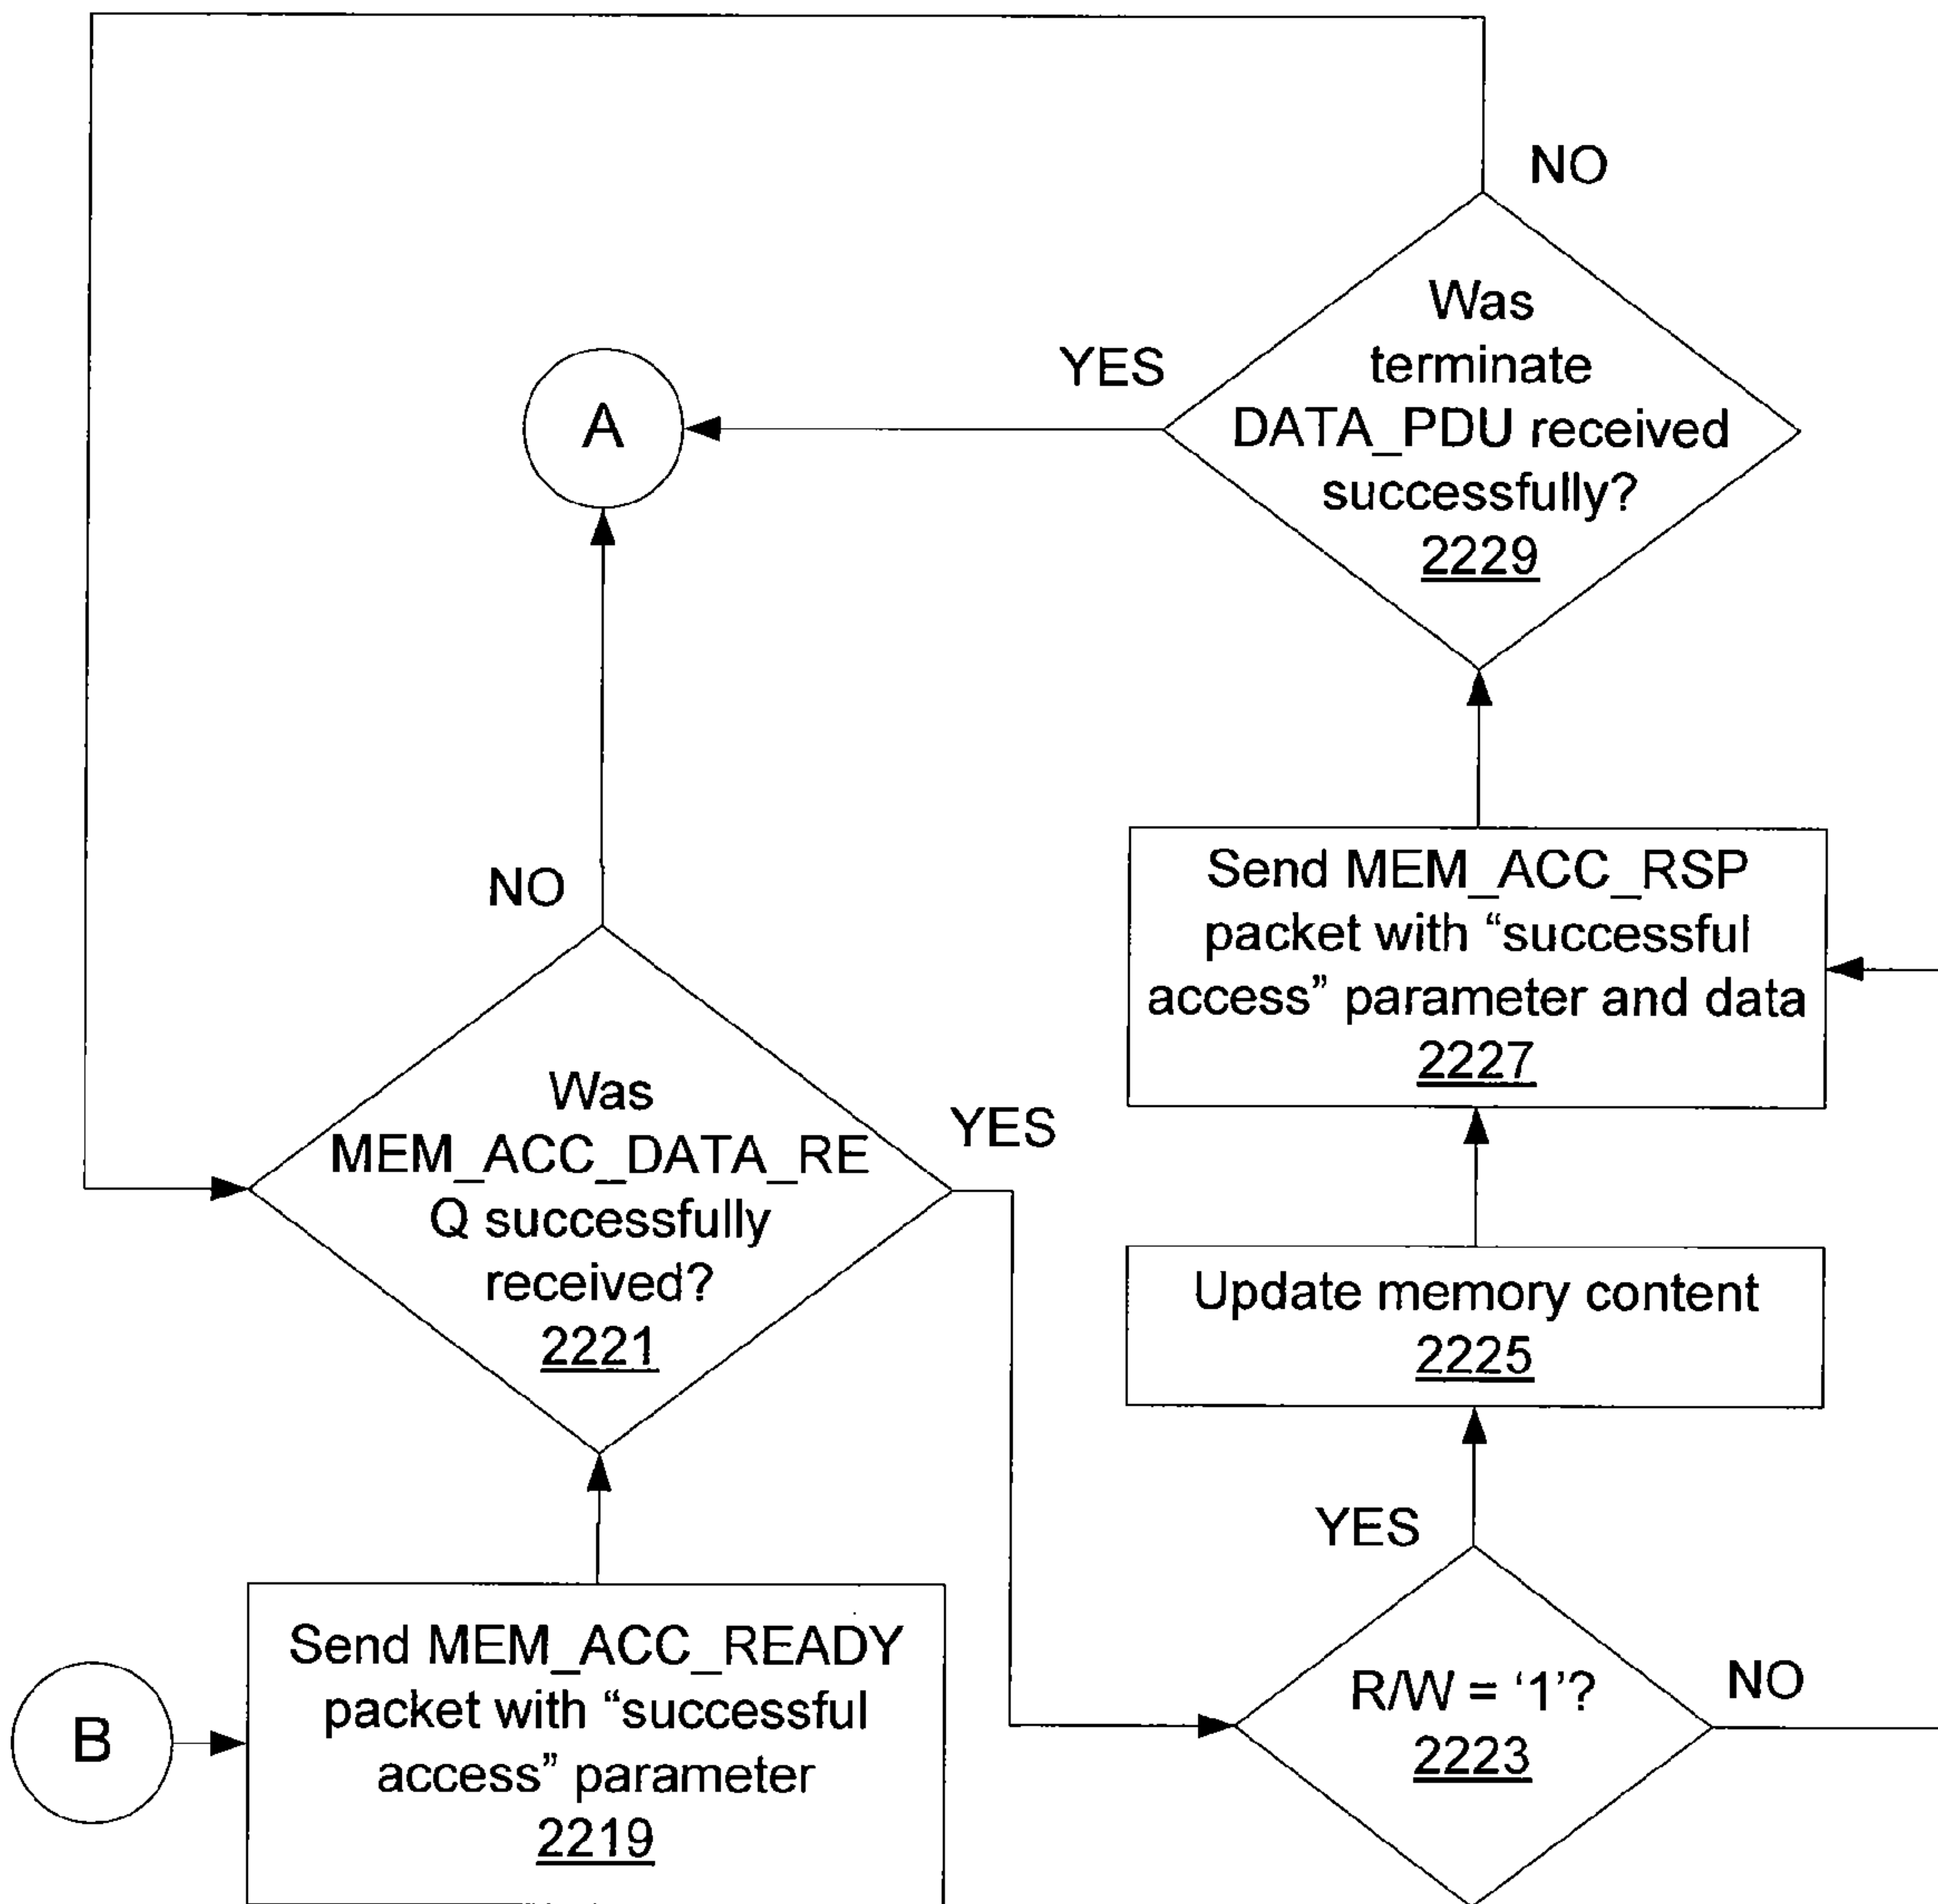 NO
Was
terminate
DATA_PDU received
successfully?
2229
YES
A
Send MEM_ACC_RSP
packet with “successful
access” parameter and data
2227
NO
Was
MEM_ACC_DATA_RE
Q successfully
received?
2221
YES
Update memory content
2225
YES
R/W = ‘1’?
2223
NO
Send MEM_ACC_READY
packet with “successful
access” parameter
2219
B